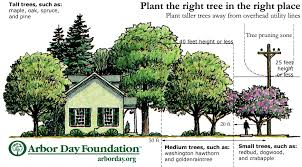 Tall trees, such as:
maple, oak, spruce,
and pine
Plant the right tree in the right place
Plant taller trees away from overhead utility lines
Tree pruning zone
40 feet height or less
25 feet
height
or less
Arbor Day Foundation
arborday.org
Medium trees, such as:
washington hawthorn
and goldenraintree
Small trees, such as:
redbud, dogwood,
and crabapple